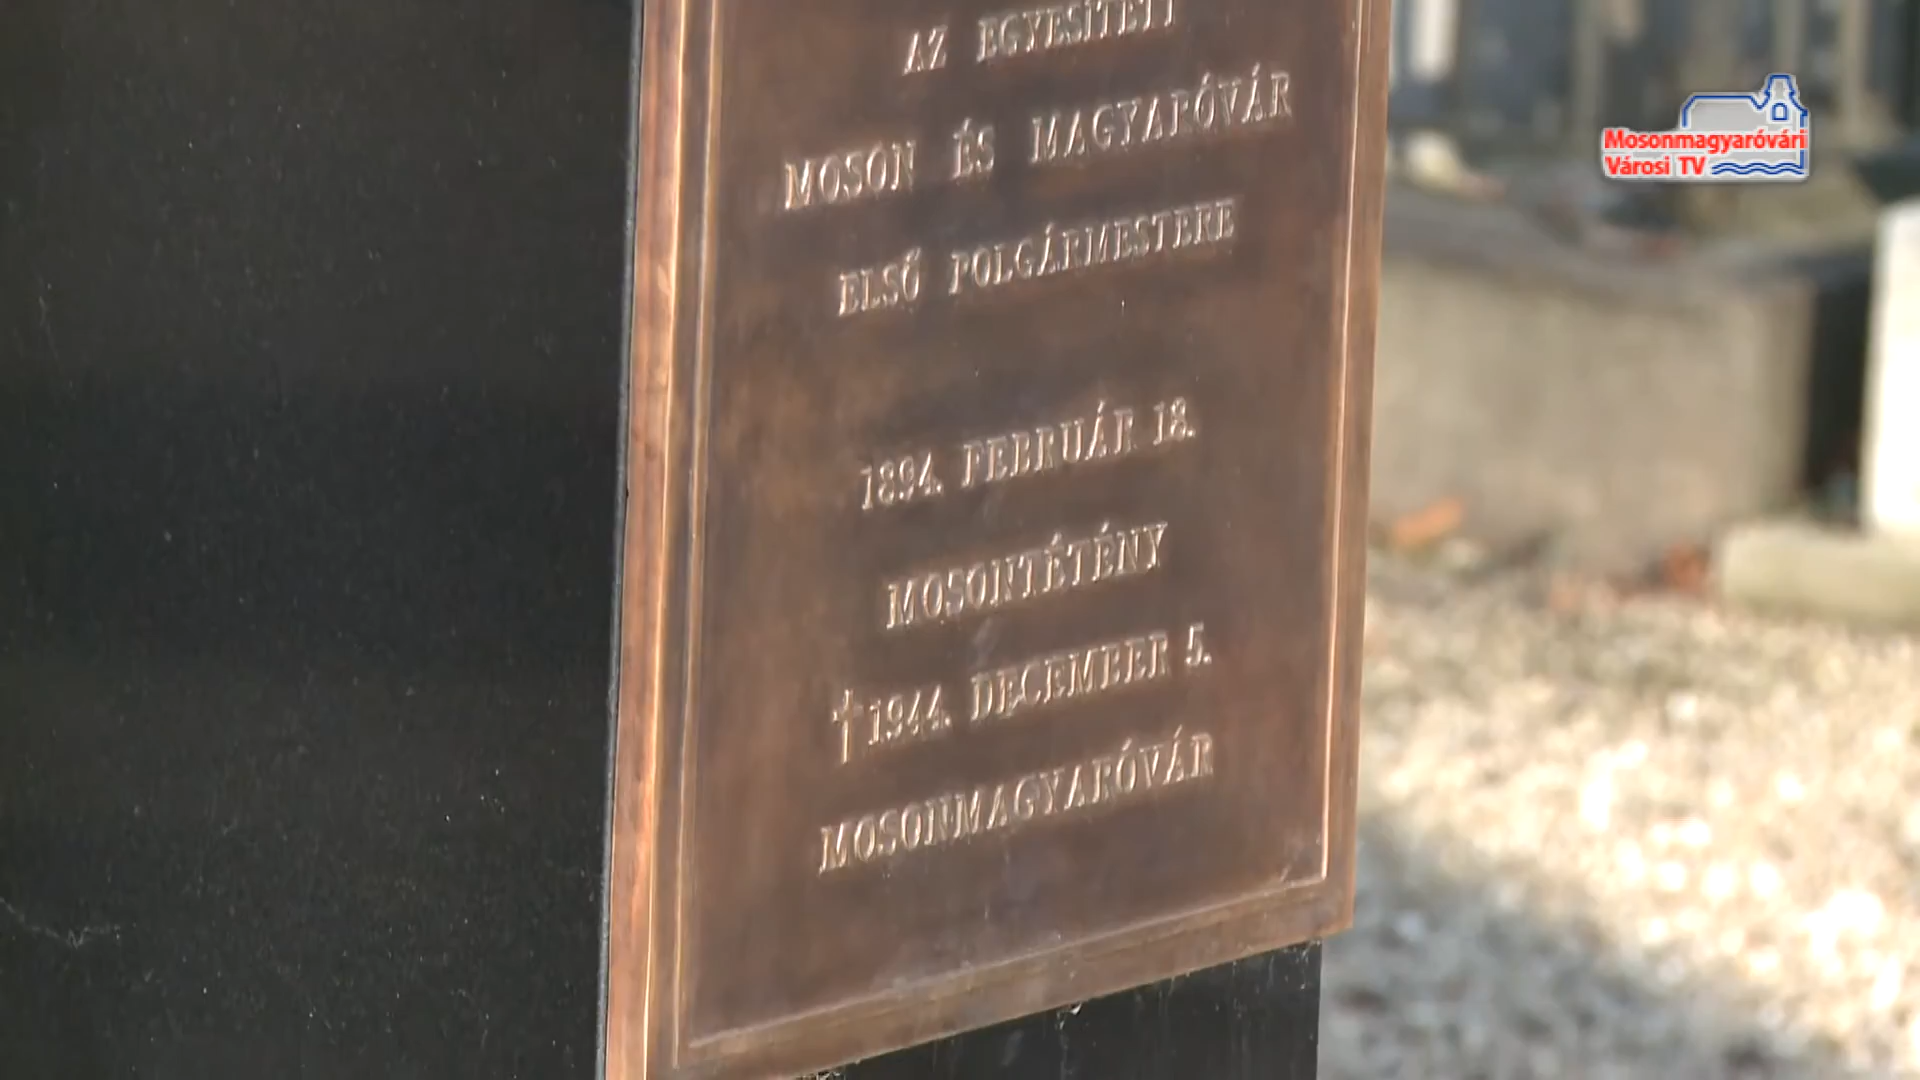 AZ EGYESÍTETT
MOSON ÉS MAGYARÓVÁR
ELSŐ POLGÁRMESTERE
1894. FEBRUÁR 18.
MOSONTÉTÉNY
†1944. DECEMBER 5.
MOSONMAGYARÓVÁR
Mosonmagyaróvári
Városi TV